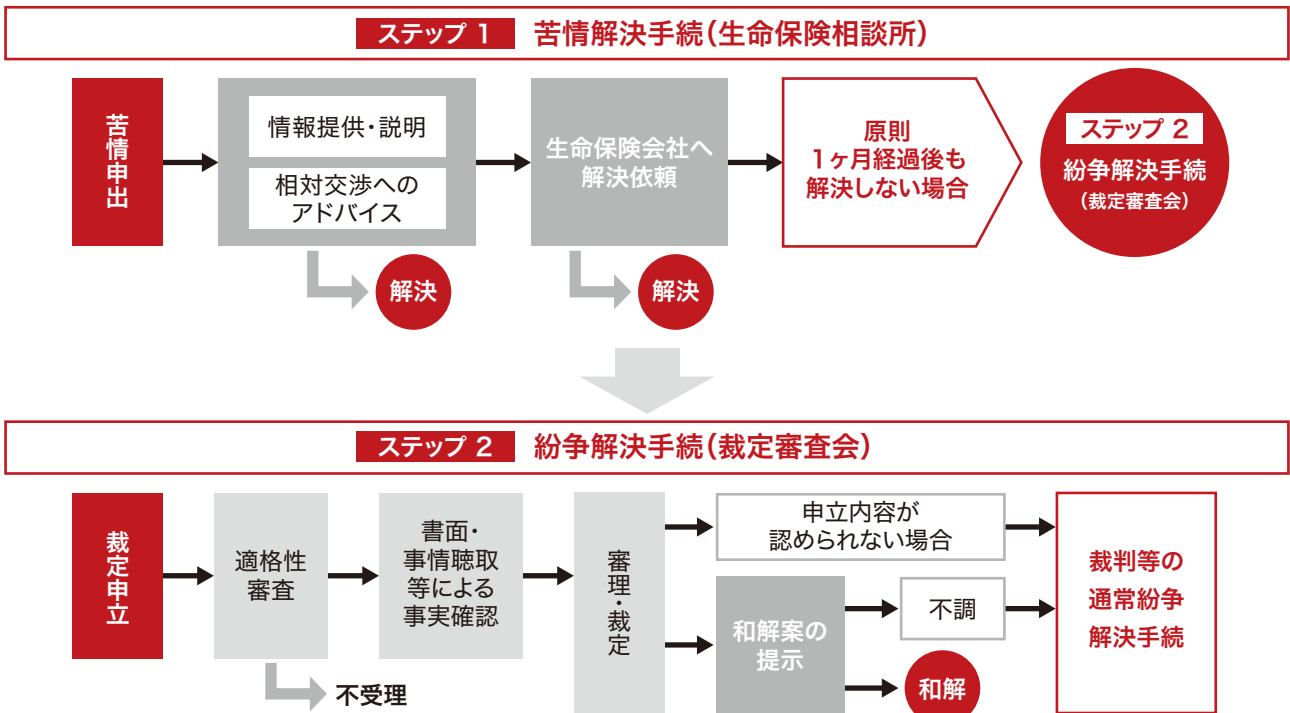 ステップ 1 苦情解決手続(生命保険相談所)
苦情申出
情報提供・説明
相対交渉への
アドバイス
解決
生命保険会社へ
解決依頼
解決
原則
1ヶ月経過後も
解決しない場合
ステップ 2
紛争解決手続
(裁定審査会)
ステップ 2 紛争解決手続(裁定審査会)
裁定申立
適格性
審査
不受理
書面・
事情聴取
等による
事実確認
審理・裁定
申立内容が
認められない場合
和解案の
提示
不調
和解
裁判等の
通常紛争
解決手続